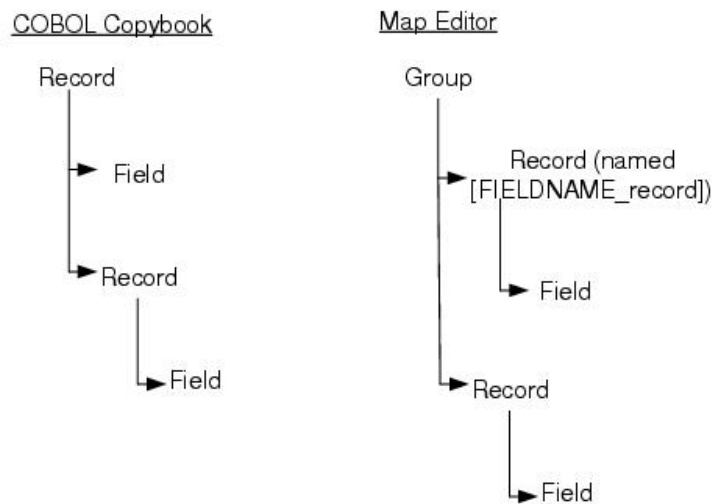 COBOL Copybook
Record
Field
Record
Field
Map Editor
Group
Record (named
[FIELDNAME_record])
Field
Record
Field